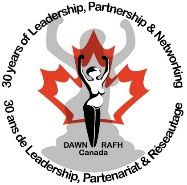 30 years of Leadership, Partnership & Networking
DAWN RAFH
Canada
30 ans de Leadership, Partenariat & Réseautage